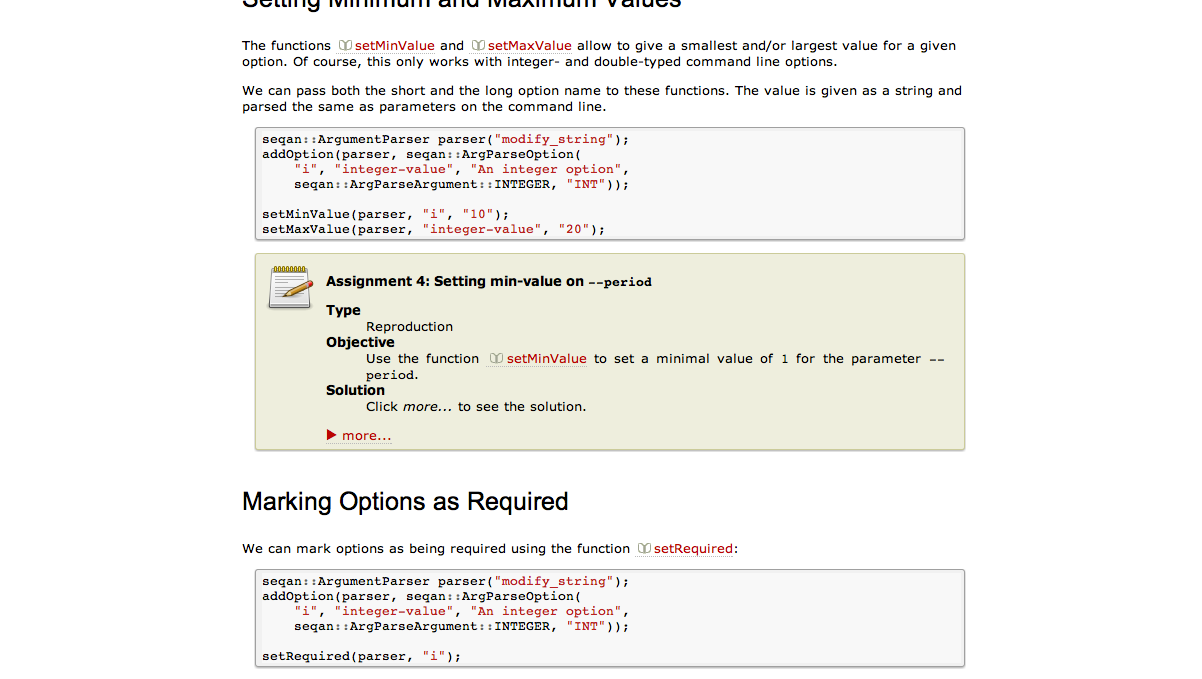 Setting Minimum and Maximum Values
The functions setMinValue and setMaxValue allow to give a smallest and/or largest value for a given
option. Of course, this only works with integer- and double-typed command line options.
We can pass both the short and the long option name to these functions. The value is given as a string and
parsed the same as parameters on the command line.
seqan::ArgumentParser parser("modify_string");
addOption(parser, seqan::ArgParseOption(
    "i", "integer-value", "An integer option",
    seqan::ArgParseArgument::INTEGER, "INT"));
setMinValue(parser, "i", "10");
setMaxValue(parser, "integer-value", "20");
Assignment 4: Setting min-value on --period
Type
Reproduction
Objective
Use the function setMinValue to set a minimal value of 1 for the parameter --
period.
Solution
Click more... to see the solution.
more...
Marking Options as Required
We can mark options as being required using the function setRequired:
seqan::ArgumentParser parser("modify_string");
addOption(parser, seqan::ArgParseOption(
    "i", "integer-value", "An integer option",
    seqan::ArgParseArgument::INTEGER, "INT"));
setRequired(parser, "i");